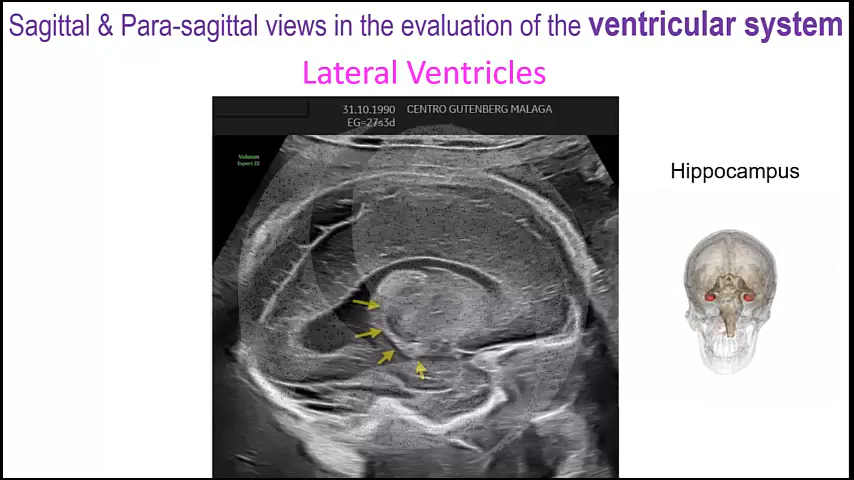 Sagittal & Para-sagittal views in the evaluation of the ventricular system
Lateral Ventricles
31.10.1990 CENTRO GUTENBERG MALAGA
EG=27s3d
Voluson
Expert 22
Hippocampus